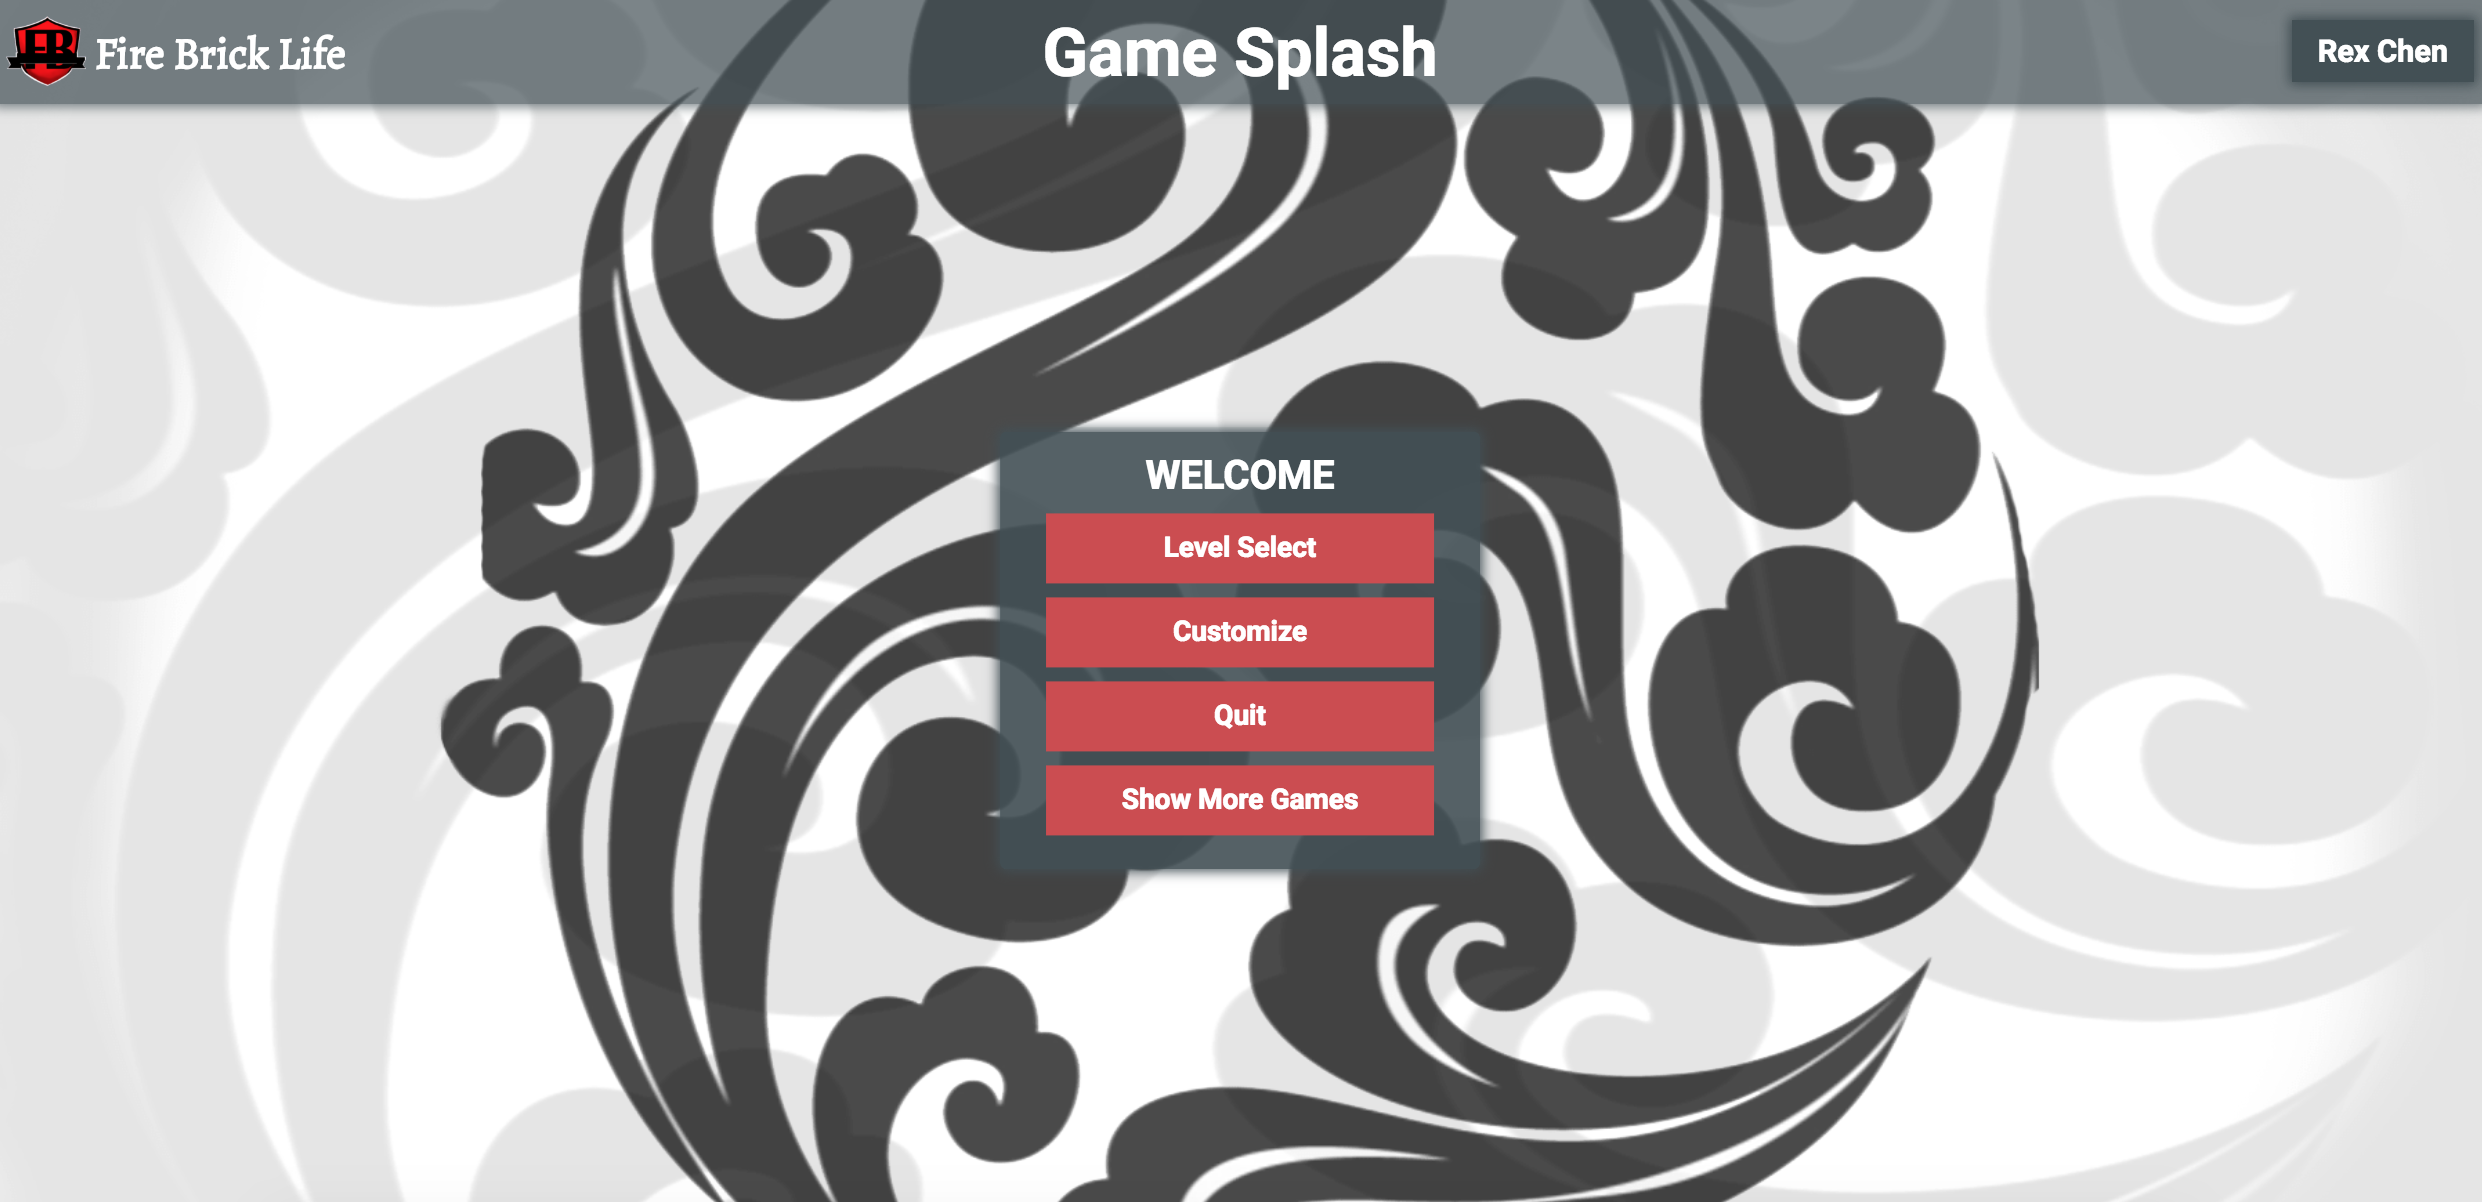 FB
Fire Brick Life
Game Splash
Rex Chen
WELCOME
Level Select
Customize
Quit
Show More Games